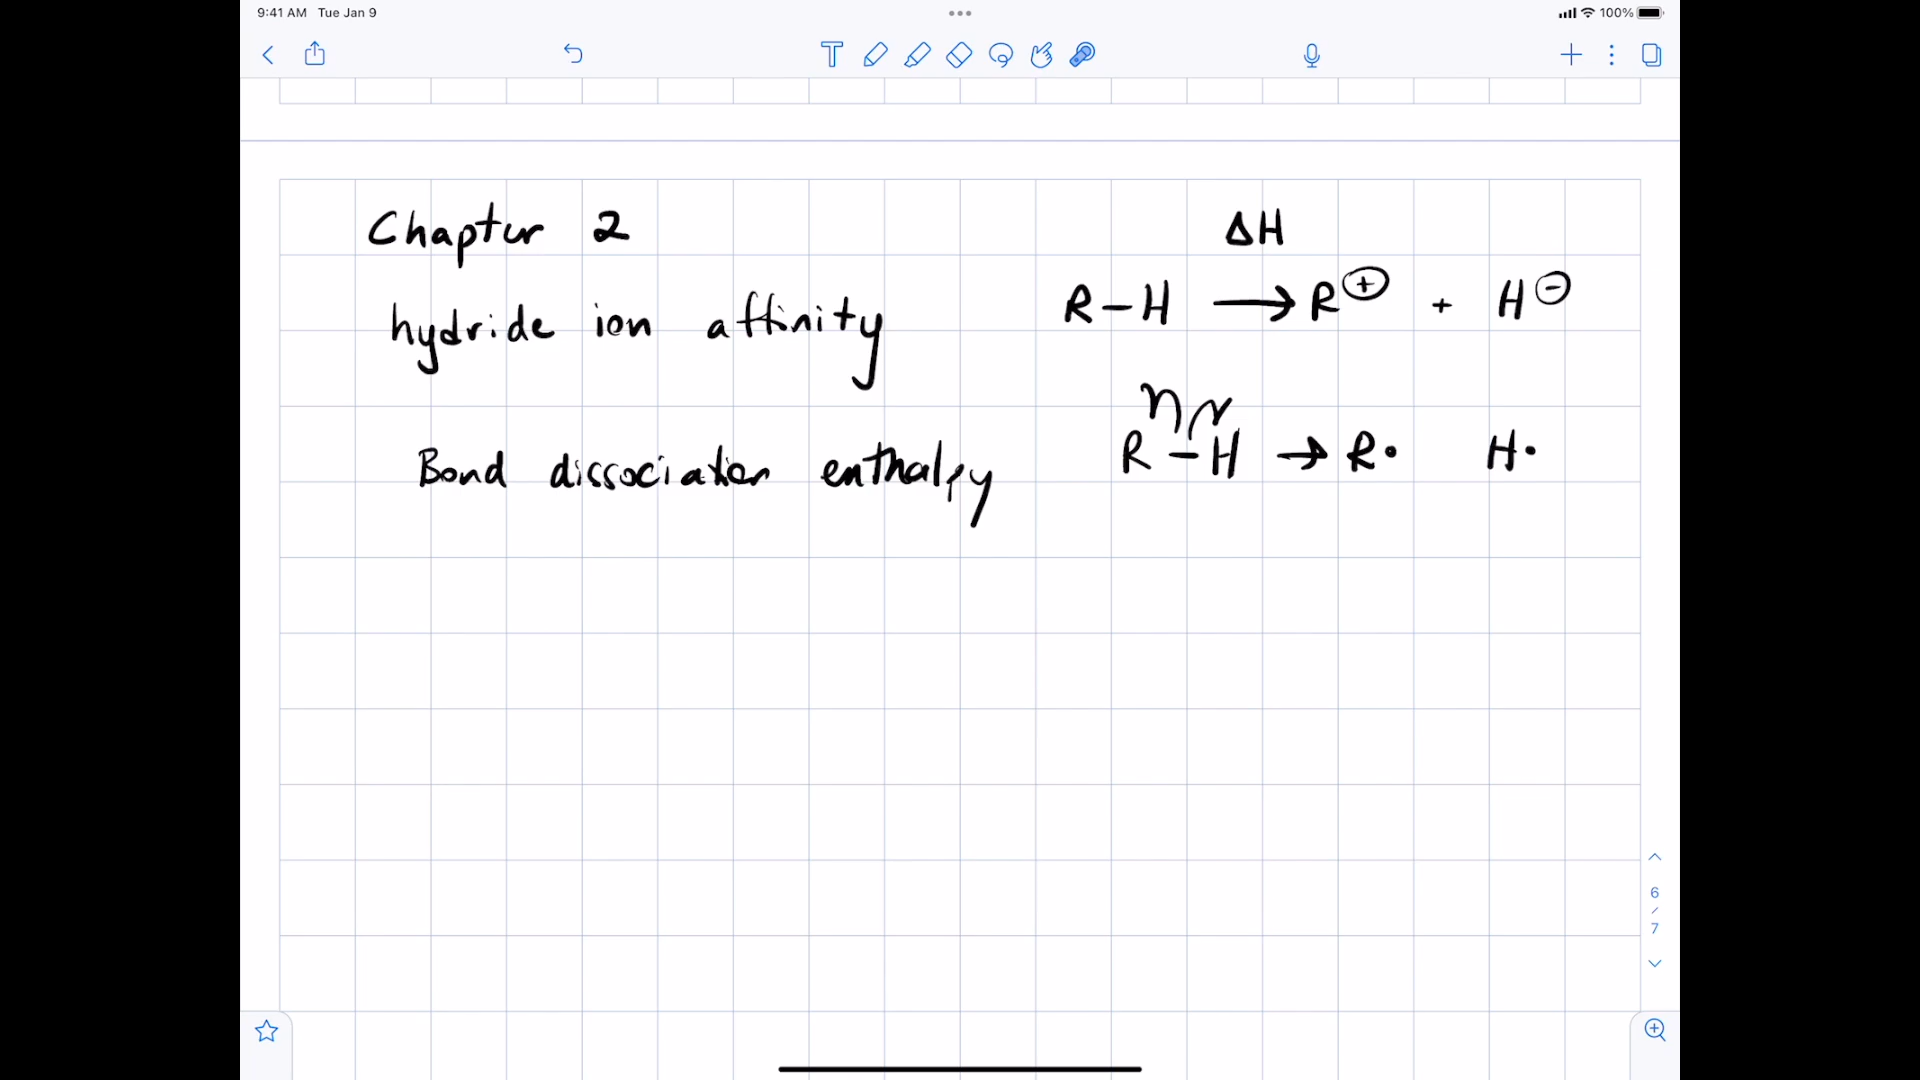 9:41 AM Tue Jan 9
100%
Chapter 2
ΔH
hydride ion affinity R-H → R⊕ + H⊖
Bond dissociation enthalpy R-H → R• H•
6
/
7